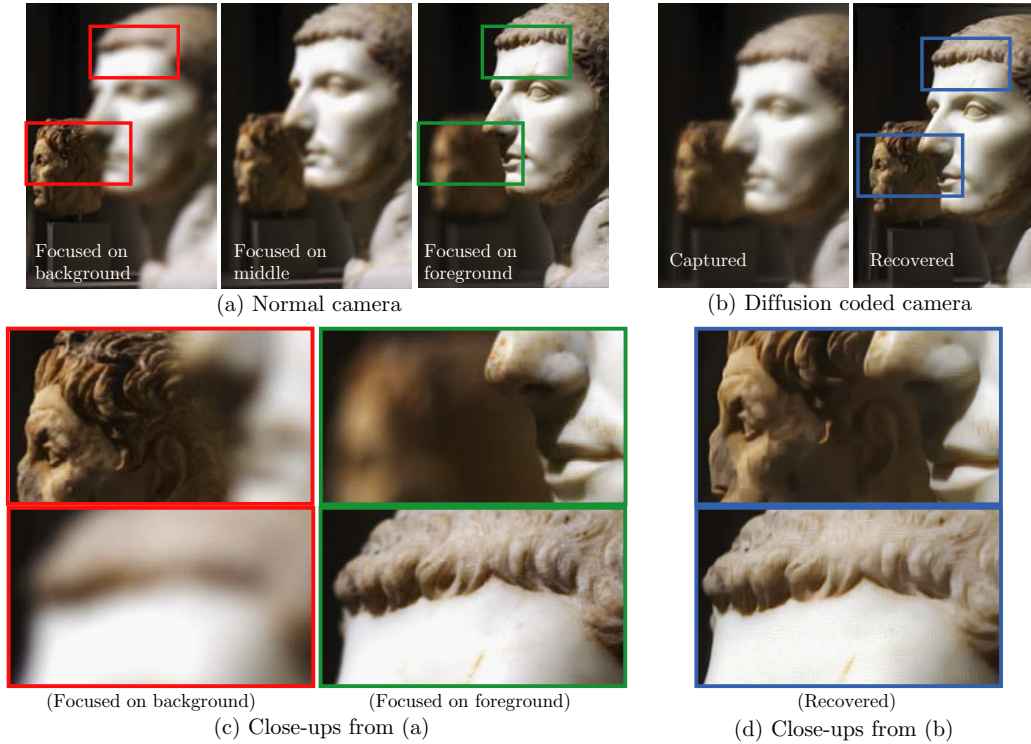 Focused on
background
Focused on
middle
Focused on
foreground
Captured
Recovered
(a) Normal camera
(b) Diffusion coded camera
(Focused on background)
(Focused on foreground)
(Recovered)
(c) Close-ups from (a)
(d) Close-ups from (b)